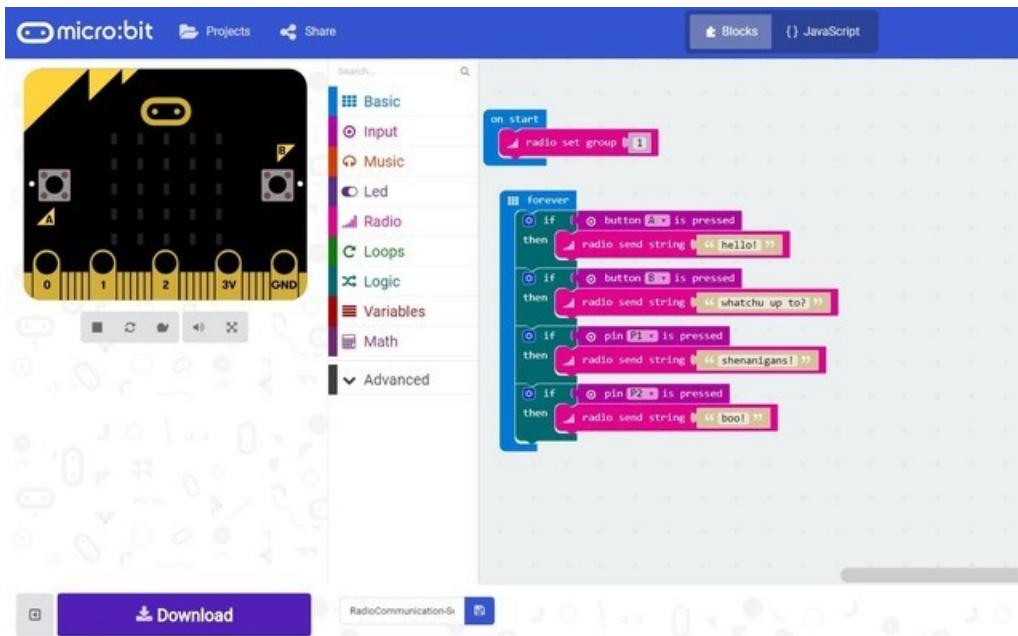 micro:bit Projects Share Blocks {} JavaScript
Search...
Basic
Input
Music
Led
Radio
Loops
Logic
Variables
Math
Advanced
A
B
0 1 2 3V GND
on start
radio set group 1
forever
if button A is pressed
then radio send string “ hello! ”
if button B is pressed
then radio send string “ whatchu up to? ”
if pin P1 is pressed
then radio send string “ shenanigans! ”
if pin P2 is pressed
then radio send string “ boo! ”
Download
RadioCommunication-Se